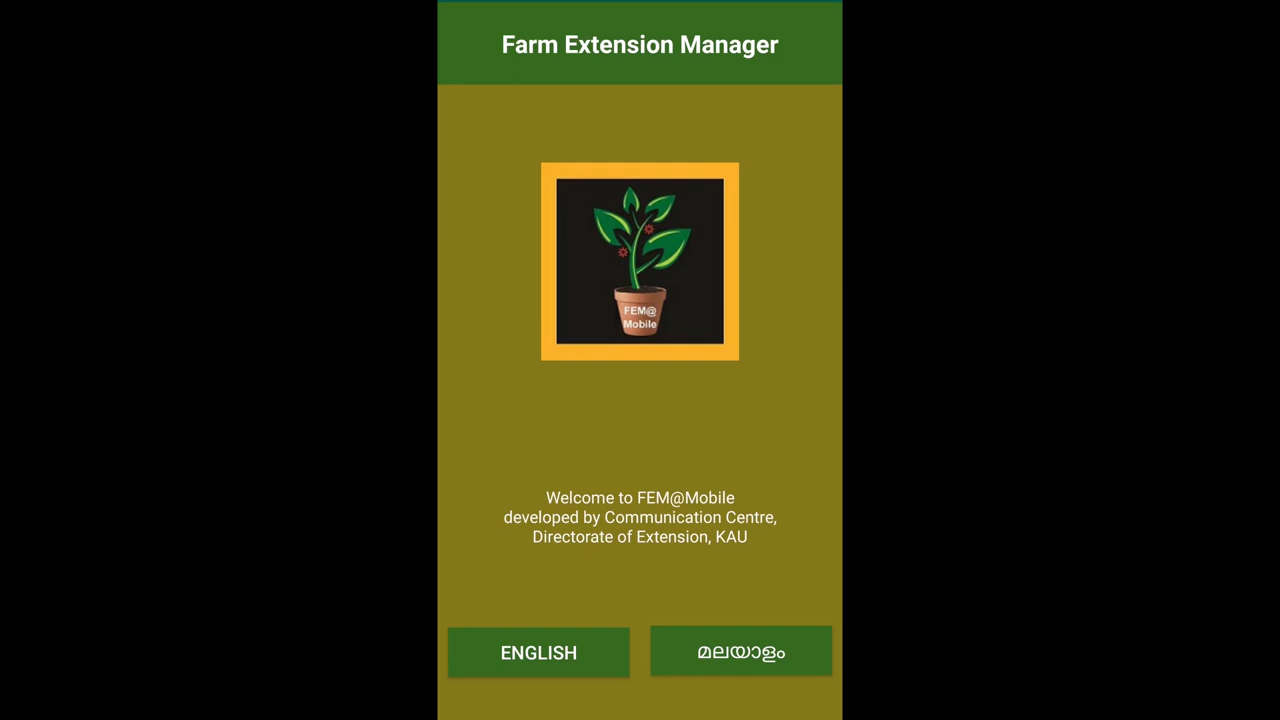 Farm Extension Manager
FEM@
Mobile
Welcome to FEM@Mobile
developed by Communication Centre,
Directorate of Extension, KAU
ENGLISH
മലയാളം